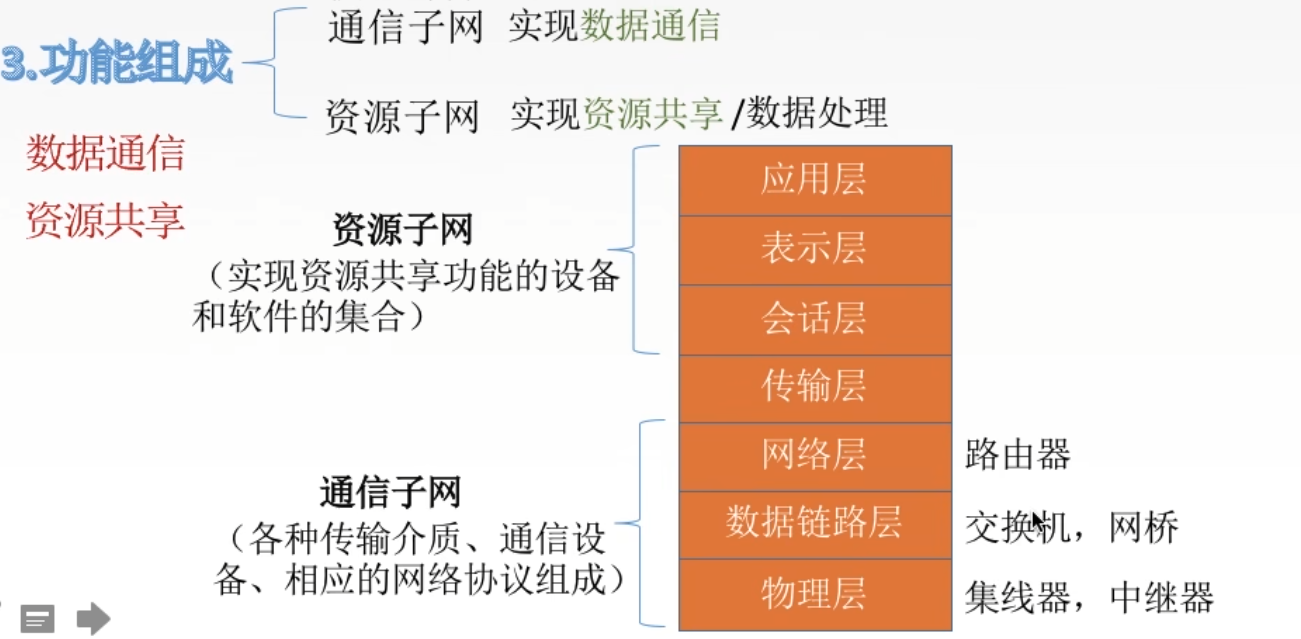 通信子网 实现数据通信
3.功能组成
资源子网 实现资源共享/数据处理
数据通信
资源共享
资源子网
（实现资源共享功能的设备
和软件的集合）
应用层
表示层
会话层
传输层
网络层 路由器
通信子网
（各种传输介质、通信设
备、相应的网络协议组成）
数据链路层 交换机，网桥
物理层 集线器，中继器